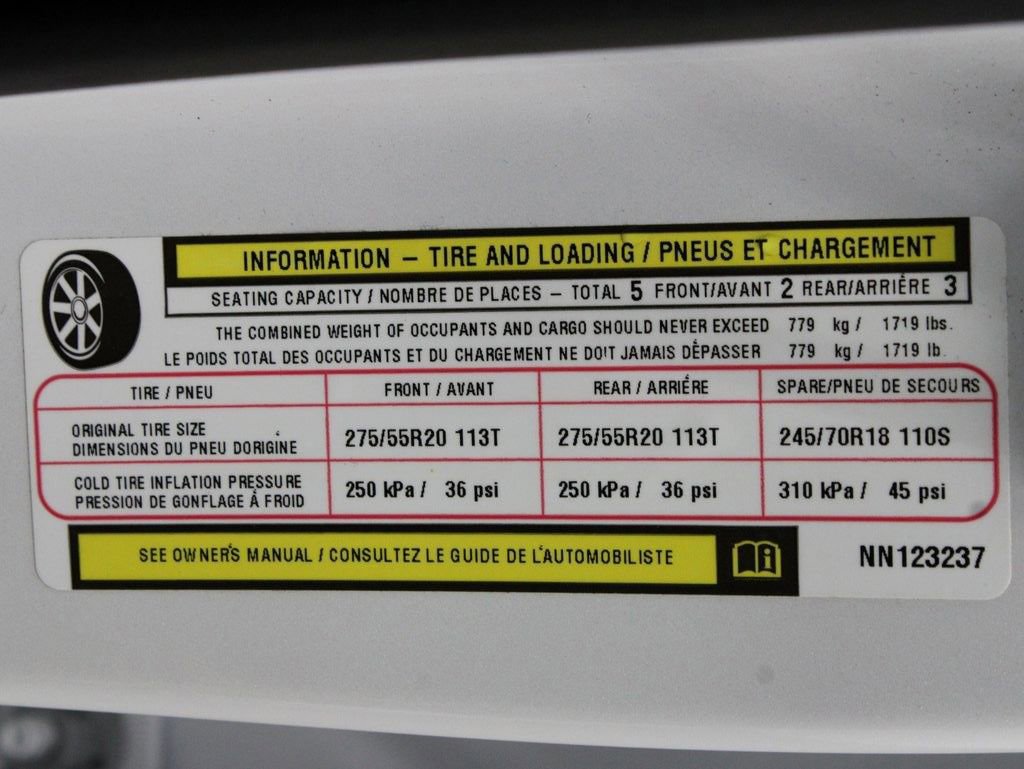 INFORMATION – TIRE AND LOADING / PNEUS ET CHARGEMENT
SEATING CAPACITY / NOMBRE DE PLACES – TOTAL 5 FRONT/AVANT 2 REAR/ARRIÈRE 3
THE COMBINED WEIGHT OF OCCUPANTS AND CARGO SHOULD NEVER EXCEED 779 kg / 1719 lbs.
LE POIDS TOTAL DES OCCUPANTS ET DU CHARGEMENT NE DOIT JAMAIS DÉPASSER 779 kg / 1719 lb.
TIRE / PNEU FRONT / AVANT REAR / ARRIÉRE SPARE/PNEU DE SECOURS
ORIGINAL TIRE SIZE
DIMENSIONS DU PNEU DORIGINE 275/55R20 113T 275/55R20 113T 245/70R18 110S
COLD TIRE INFLATION PRESSURE
PRESSION DE GONFLAGE À FROID 250 kPa / 36 psi 250 kPa / 36 psi 310 kPa / 45 psi
SEE OWNER'S MANUAL / CONSULTEZ LE GUIDE DE L'AUTOMOBILISTE
NN123237